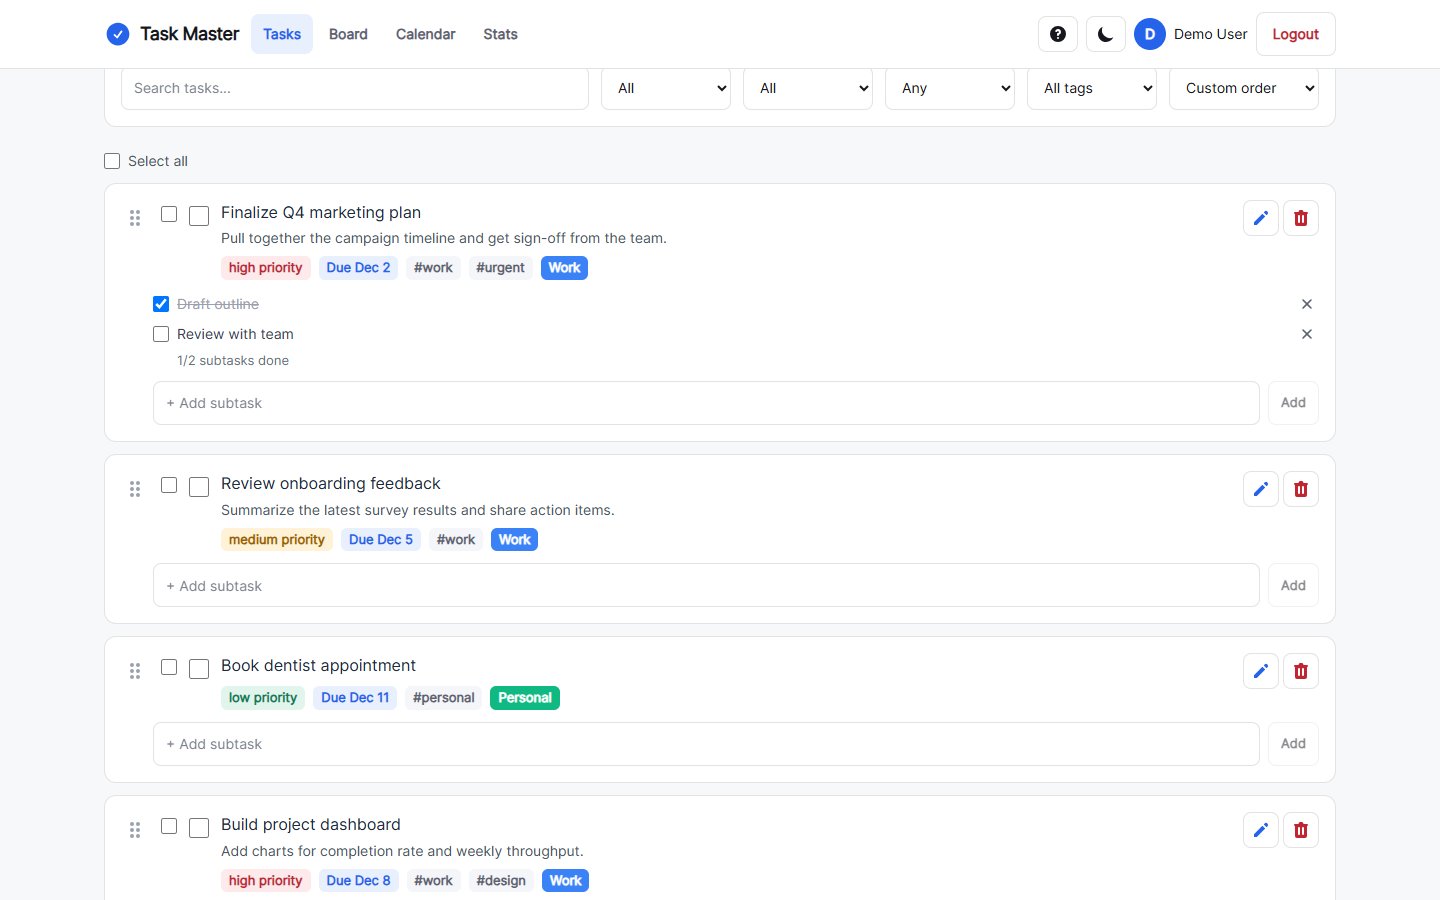 Task Master Tasks Board Calendar Stats ? D Demo User Logout
Search tasks... All All Any All tags Custom order
Select all
Finalize Q4 marketing plan
Pull together the campaign timeline and get sign-off from the team.
high priority Due Dec 2 #work #urgent Work
Draft outline
Review with team
1/2 subtasks done
+ Add subtask Add
Review onboarding feedback
Summarize the latest survey results and share action items.
medium priority Due Dec 5 #work Work
+ Add subtask Add
Book dentist appointment
low priority Due Dec 11 #personal Personal
+ Add subtask Add
Build project dashboard
Add charts for completion rate and weekly throughput.
high priority Due Dec 8 #work #design Work